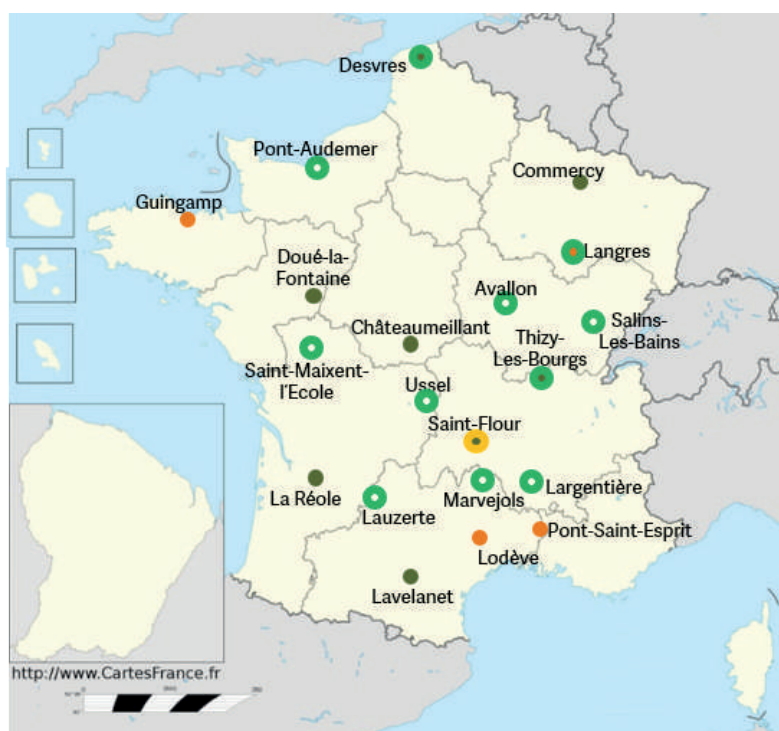 Desvres
Pont-Audemer
Commercy
Guingamp
Langres
Doué-la-
Fontaine
Avallon
Salins-
Les-Bains
Châteaumeillant
Thizy-
Les-Bourgs
Saint-Maixent-
l'Ecole
Ussel
Saint-Flour
La Réole
Lauzerte
Marvejols
Largentière
Pont-Saint-Esprit
Lodève
Lavelanet
http://www.CartesFrance.fr